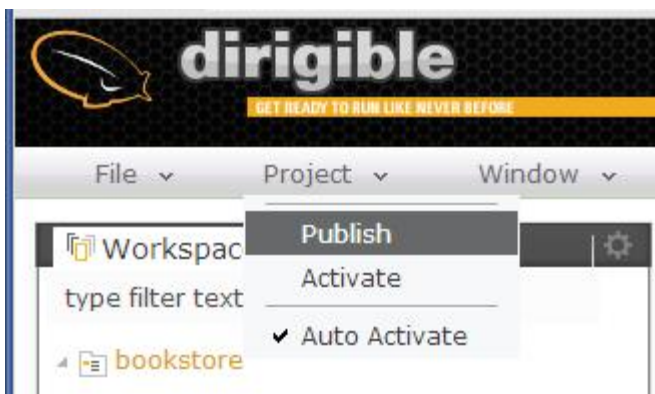 dirigible
GET READY TO RUN LIKE NEVER BEFORE
File Project Window
Publish
Activate
Auto Activate
Workspac
type filter text
bookstore